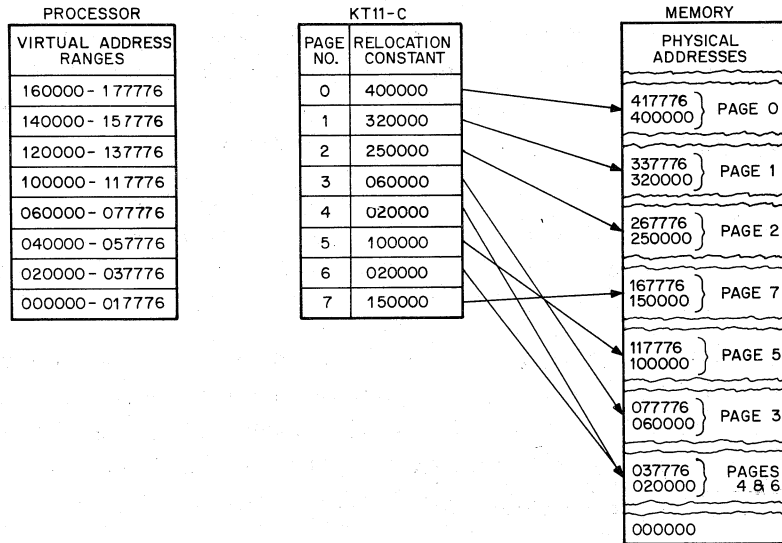 PROCESSOR
VIRTUAL ADDRESS
RANGES
160000 - 177776
140000 - 157776
120000 - 137776
100000 - 117776
060000 - 077776
040000 - 057776
020000 - 037776
000000 - 017776
KT11-C
PAGE NO. RELOCATION CONSTANT
0 400000
1 320000
2 250000
3 060000
4 020000
5 100000
6 020000
7 150000
MEMORY
PHYSICAL
ADDRESSES
417776
400000 } PAGE 0
337776
320000 } PAGE 1
267776
250000 } PAGE 2
167776
150000 } PAGE 7
117776
100000 } PAGE 5
077776
060000 } PAGE 3
037776
020000 } PAGES 4 & 6
000000